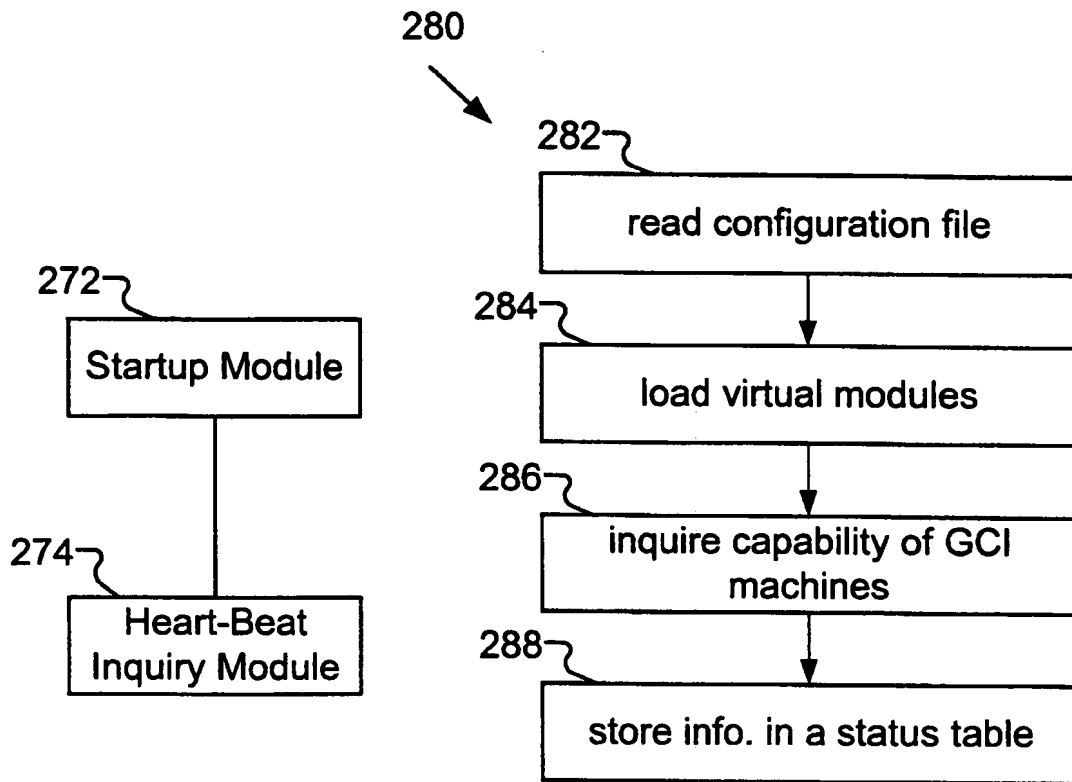 280
282
read configuration file
272
Startup Module
284
load virtual modules
286
inquire capability of GCI
machines
274
Heart-Beat
Inquiry Module
288
store info. in a status table